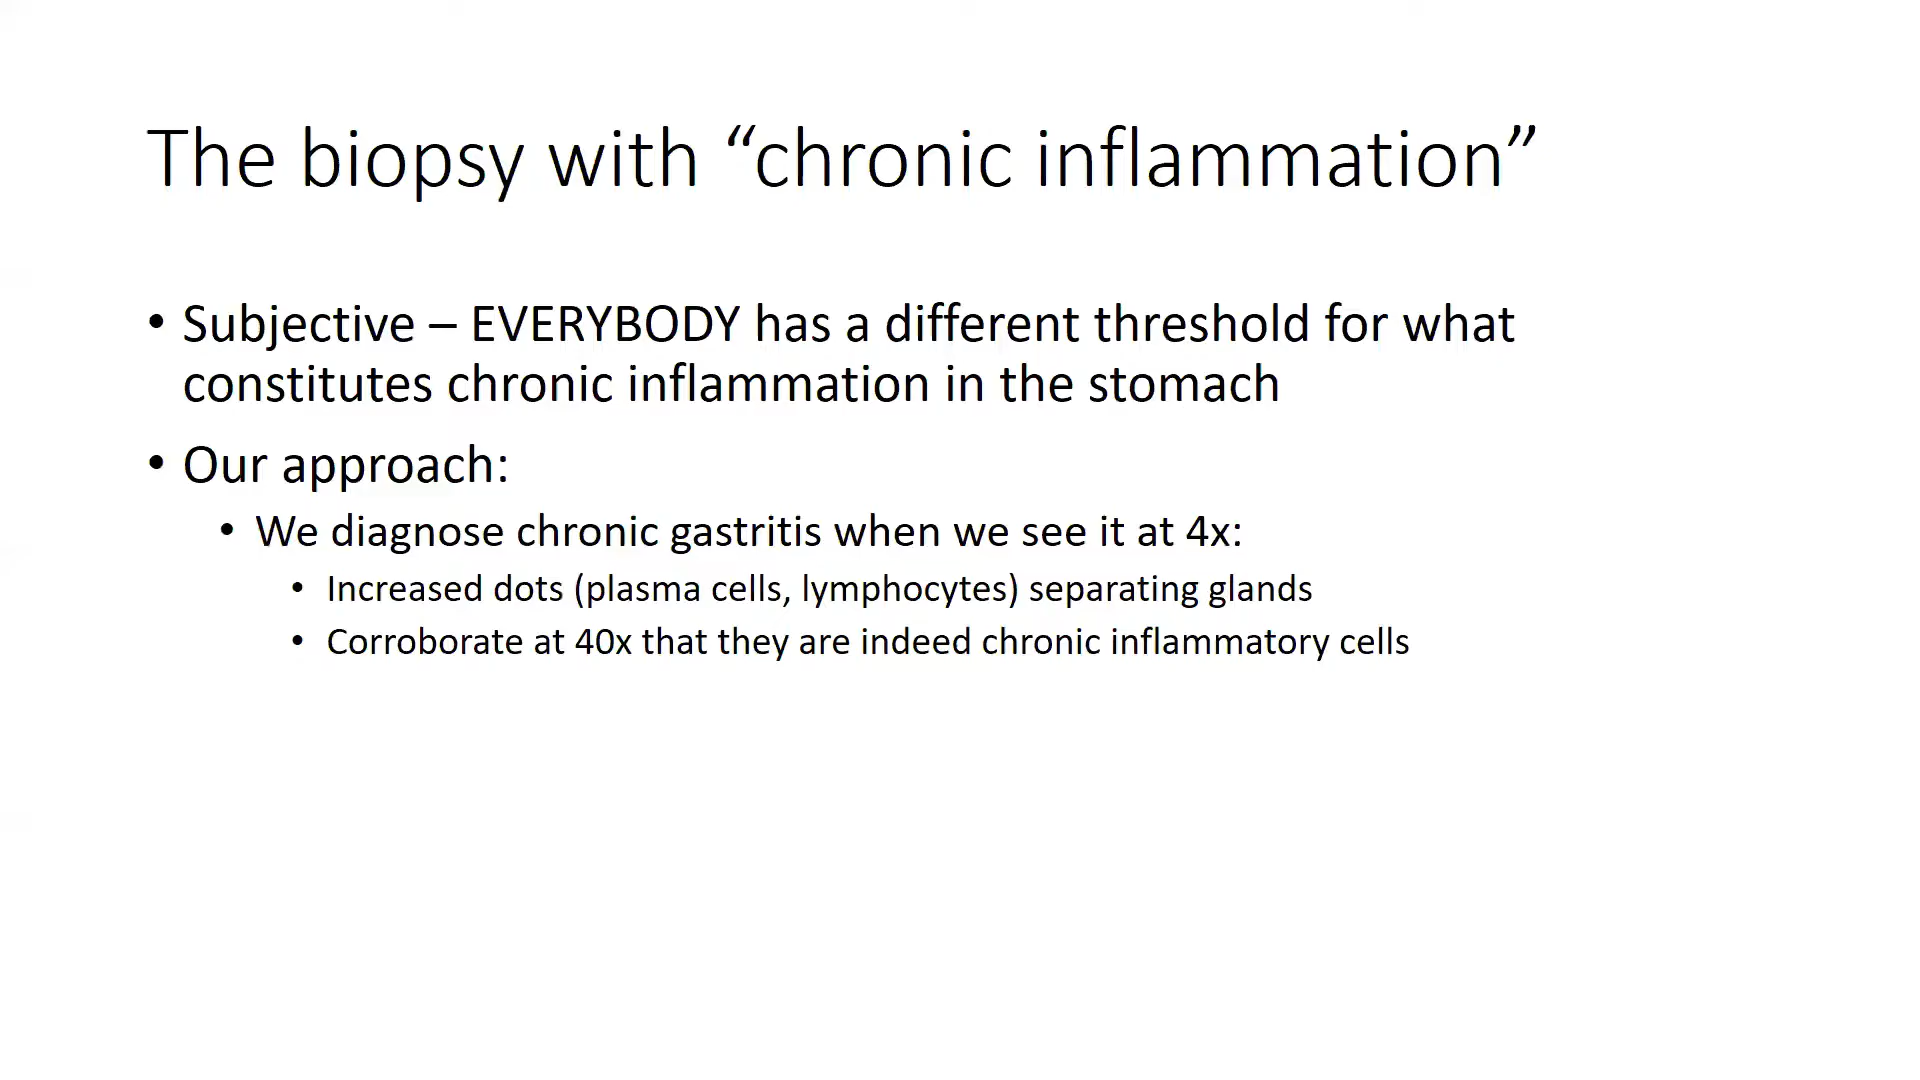 The biopsy with “chronic inflammation”
• Subjective – EVERYBODY has a different threshold for what
constitutes chronic inflammation in the stomach
• Our approach:
• We diagnose chronic gastritis when we see it at 4x:
• Increased dots (plasma cells, lymphocytes) separating glands
• Corroborate at 40x that they are indeed chronic inflammatory cells